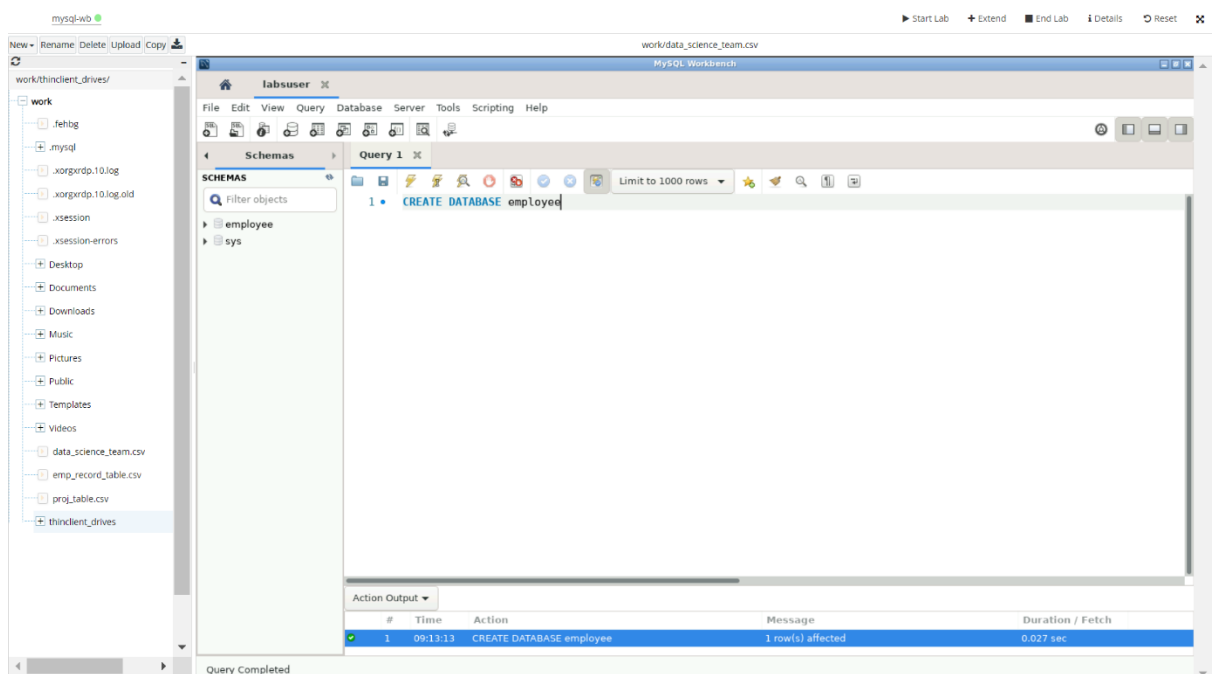 mysql-wb
Start Lab
Extend
End Lab
i Details
Reset
New
Rename
Delete
Upload
Copy
work/data_science_team.csv
work/thinclient_drives/
work
.fehbg
.mysql
.xorgxrdp.10.log
.xorgxrdp.10.log.old
.xsession
.xsession-errors
Desktop
Documents
Downloads
Music
Pictures
Public
Templates
Videos
data_science_team.csv
emp_record_table.csv
proj_table.csv
thinclient_drives
MySQL Workbench
labsuser
File Edit View Query Database Server Tools Scripting Help
Schemas
SCHEMAS
Filter objects
employee
sys
Query 1
Limit to 1000 rows
1 CREATE DATABASE employee
Action Output
# Time Action Message Duration / Fetch
1 09:13:13 CREATE DATABASE employee 1 row(s) affected 0.027 sec
Query Completed